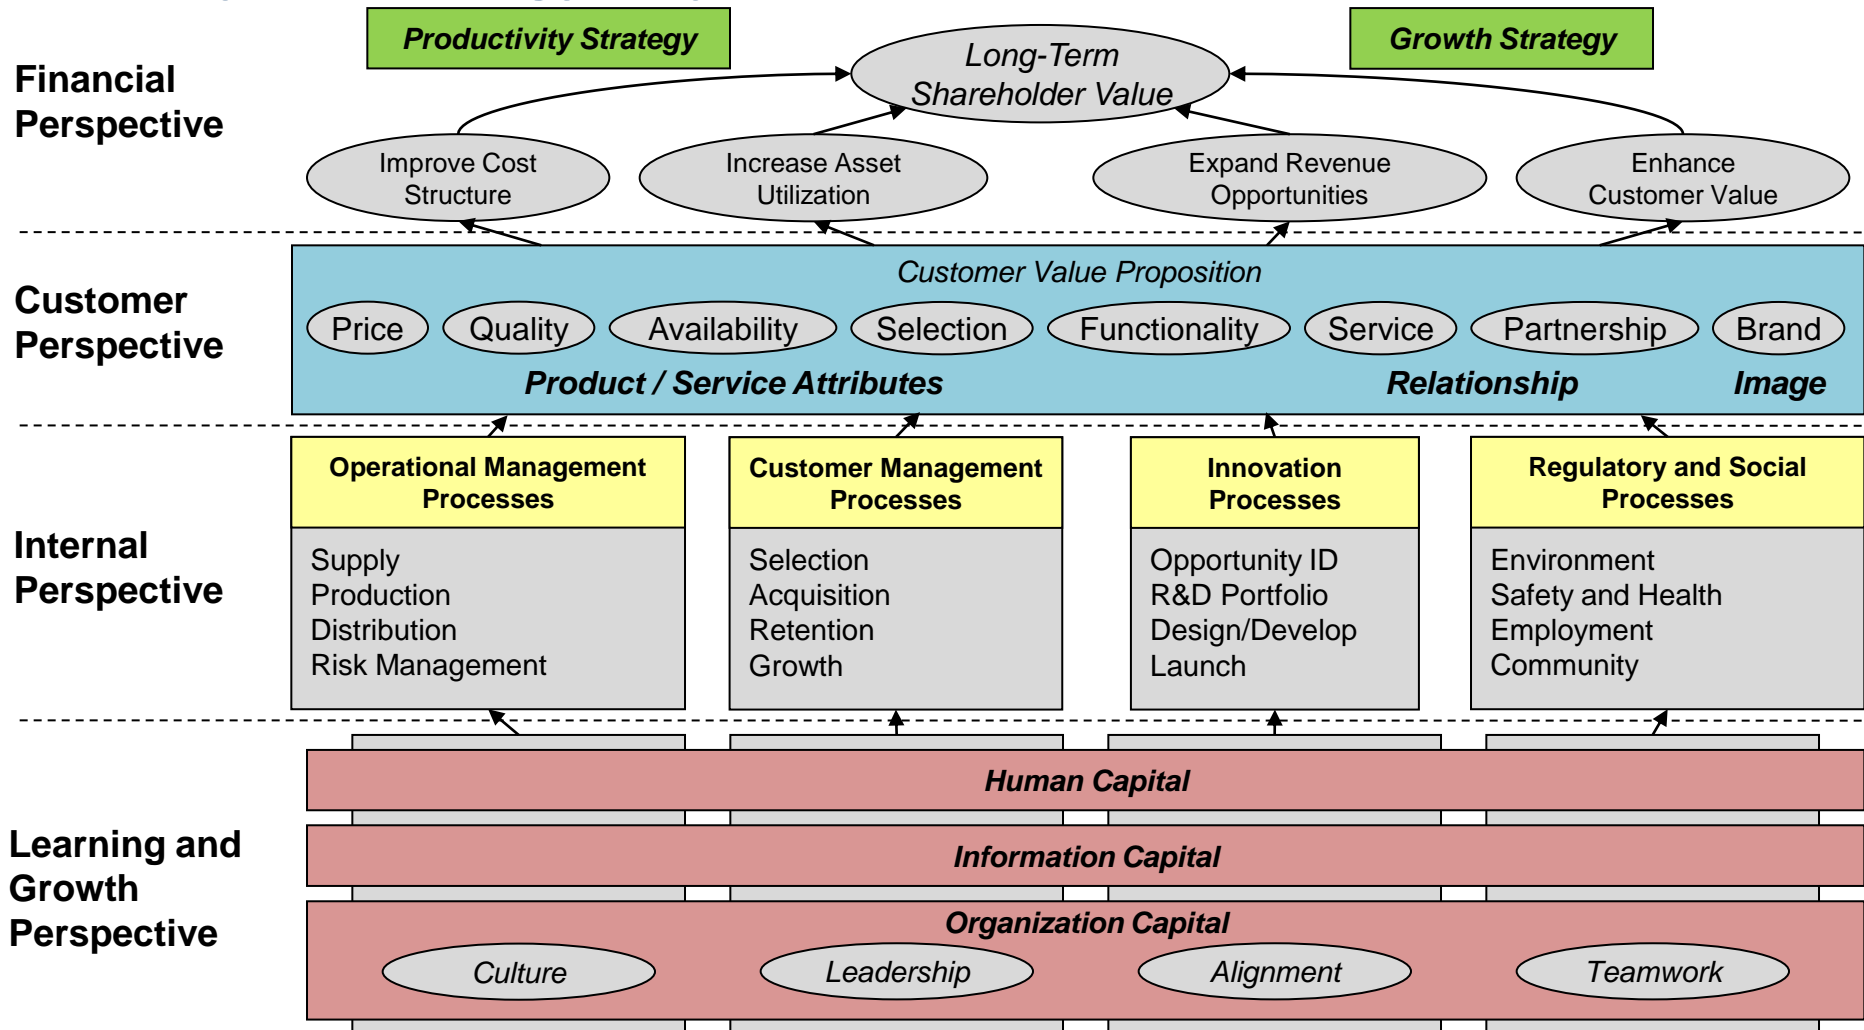 Productivity Strategy
Growth Strategy
Long-Term
Shareholder Value
Financial
Perspective
Improve Cost
Structure
Increase Asset
Utilization
Expand Revenue
Opportunities
Enhance
Customer Value
Customer
Perspective
Customer Value Proposition
Price
Quality
Availability
Selection
Functionality
Service
Partnership
Brand
Product / Service Attributes
Relationship
Image
Internal
Perspective
Operational Management
Processes
Supply
Production
Distribution
Risk Management
Customer Management
Processes
Selection
Acquisition
Retention
Growth
Innovation
Processes
Opportunity ID
R&D Portfolio
Design/Develop
Launch
Regulatory and Social
Processes
Environment
Safety and Health
Employment
Community
Learning and
Growth
Perspective
Human Capital
Information Capital
Organization Capital
Culture
Leadership
Alignment
Teamwork